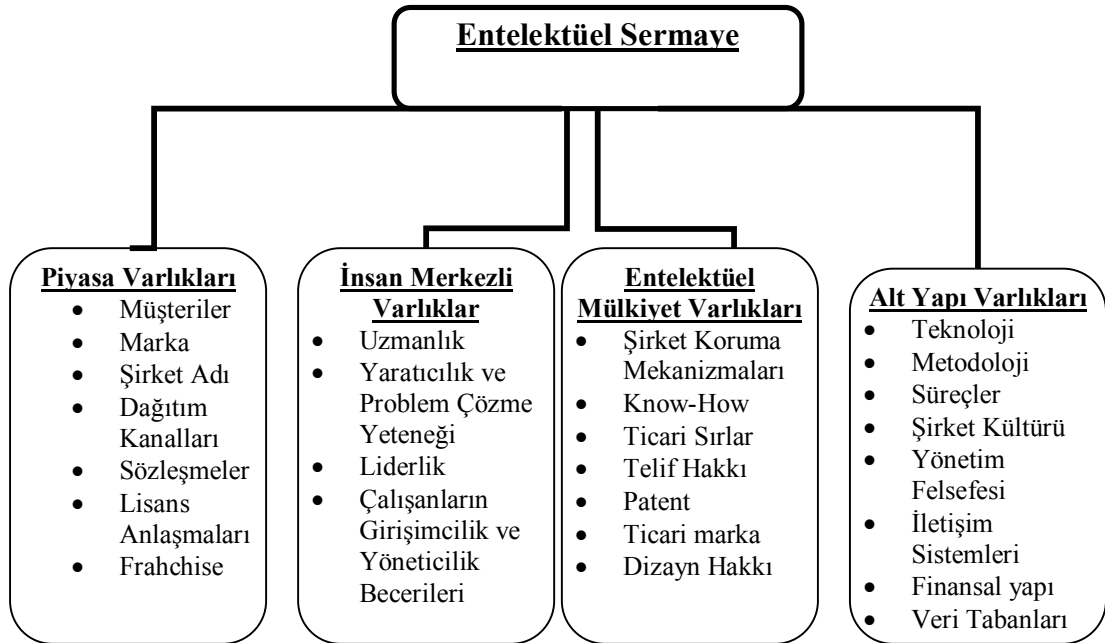 Entelektüel Sermaye
Piyasa Varlıkları
• Müşteriler
• Marka
• Şirket Adı
• Dağıtım
Kanalları
• Sözleşmeler
• Lisans
Anlaşmaları
• Frahchise
İnsan Merkezli
Varlıklar
• Uzmanlık
• Yaratıcılık ve
Problem Çözme
Yeteneği
• Liderlik
• Çalışanların
Girişimcilik ve
Yöneticilik
Becerileri
Entelektüel
Mülkiyet Varlıkları
• Şirket Koruma
Mekanizmaları
• Know-How
• Ticari Sırlar
• Telif Hakkı
• Patent
• Ticari marka
• Dizayn Hakkı
Alt Yapı Varlıkları
• Teknoloji
• Metodoloji
• Süreçler
• Şirket Kültürü
• Yönetim
Felsefesi
• İletişim
Sistemleri
• Finansal yapı
• Veri Tabanları